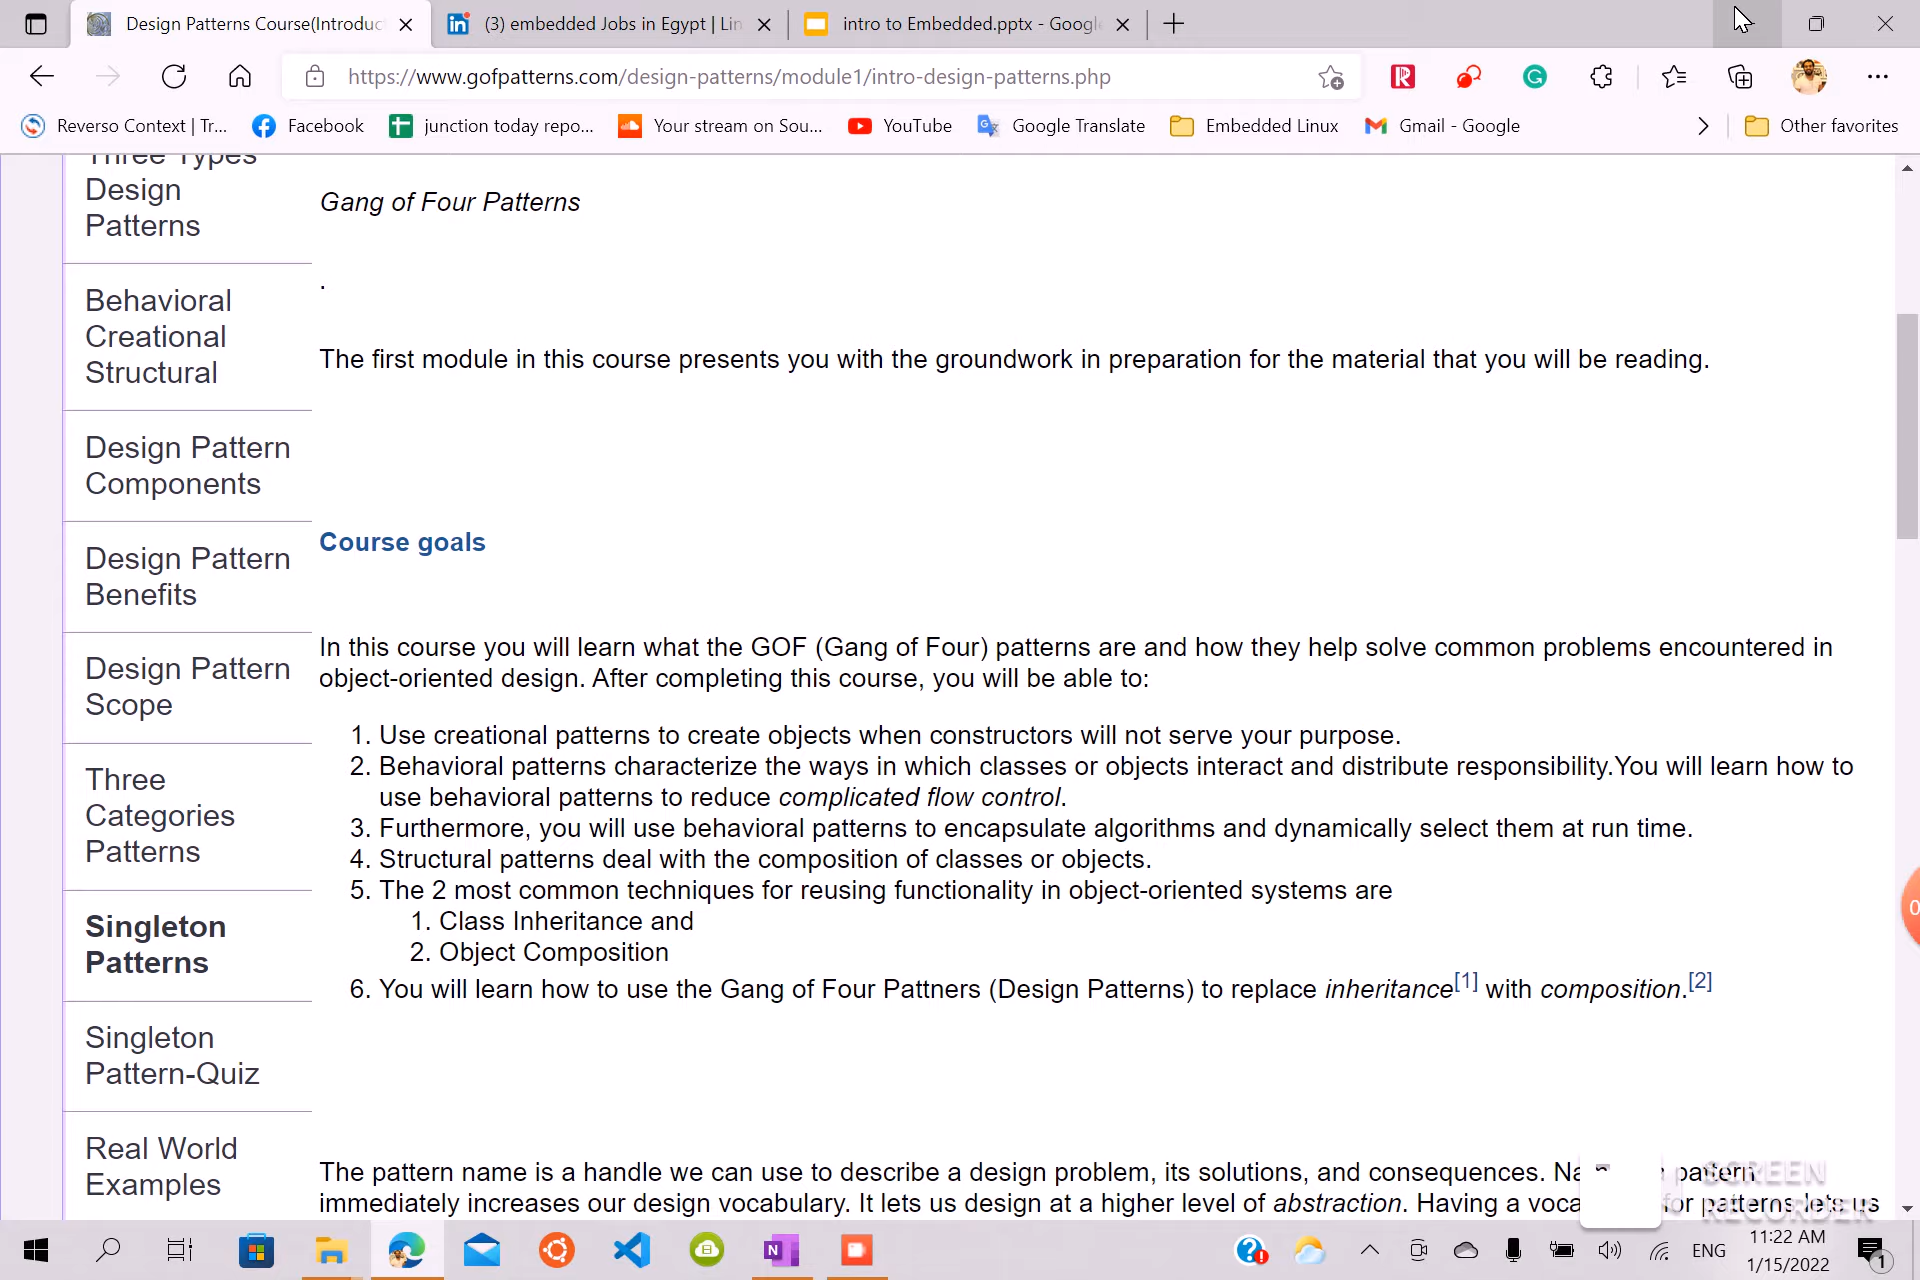 Design Patterns Course(Introduc
(3) embedded Jobs in Egypt | Lin
intro to Embedded.pptx - Google
https://www.gofpatterns.com/design-patterns/module1/intro-design-patterns.php
Reverso Context | Tr...
Facebook
junction today repo...
Your stream on Sou...
YouTube
Google Translate
Embedded Linux
Gmail - Google
Other favorites
Three Types
Design
Patterns
Behavioral
Creational
Structural
Design Pattern
Components
Design Pattern
Benefits
Design Pattern
Scope
Three
Categories
Patterns
Singleton
Patterns
Singleton
Pattern-Quiz
Real World
Examples
Gang of Four Patterns
.
The first module in this course presents you with the groundwork in preparation for the material that you will be reading.
Course goals
In this course you will learn what the GOF (Gang of Four) patterns are and how they help solve common problems encountered in
object-oriented design. After completing this course, you will be able to:
1. Use creational patterns to create objects when constructors will not serve your purpose.
2. Behavioral patterns characterize the ways in which classes or objects interact and distribute responsibility.You will learn how to
use behavioral patterns to reduce complicated flow control.
3. Furthermore, you will use behavioral patterns to encapsulate algorithms and dynamically select them at run time.
4. Structural patterns deal with the composition of classes or objects.
5. The 2 most common techniques for reusing functionality in object-oriented systems are
1. Class Inheritance and
2. Object Composition
6. You will learn how to use the Gang of Four Pattners (Design Patterns) to replace inheritance[1] with composition.[2]
The pattern name is a handle we can use to describe a design problem, its solutions, and consequences. Na pattern
immediately increases our design vocabulary. It lets us design at a higher level of abstraction. Having a voca for patterns lets us
SCREEN
RECORDER
0
ENG
11:22 AM
1/15/2022
1